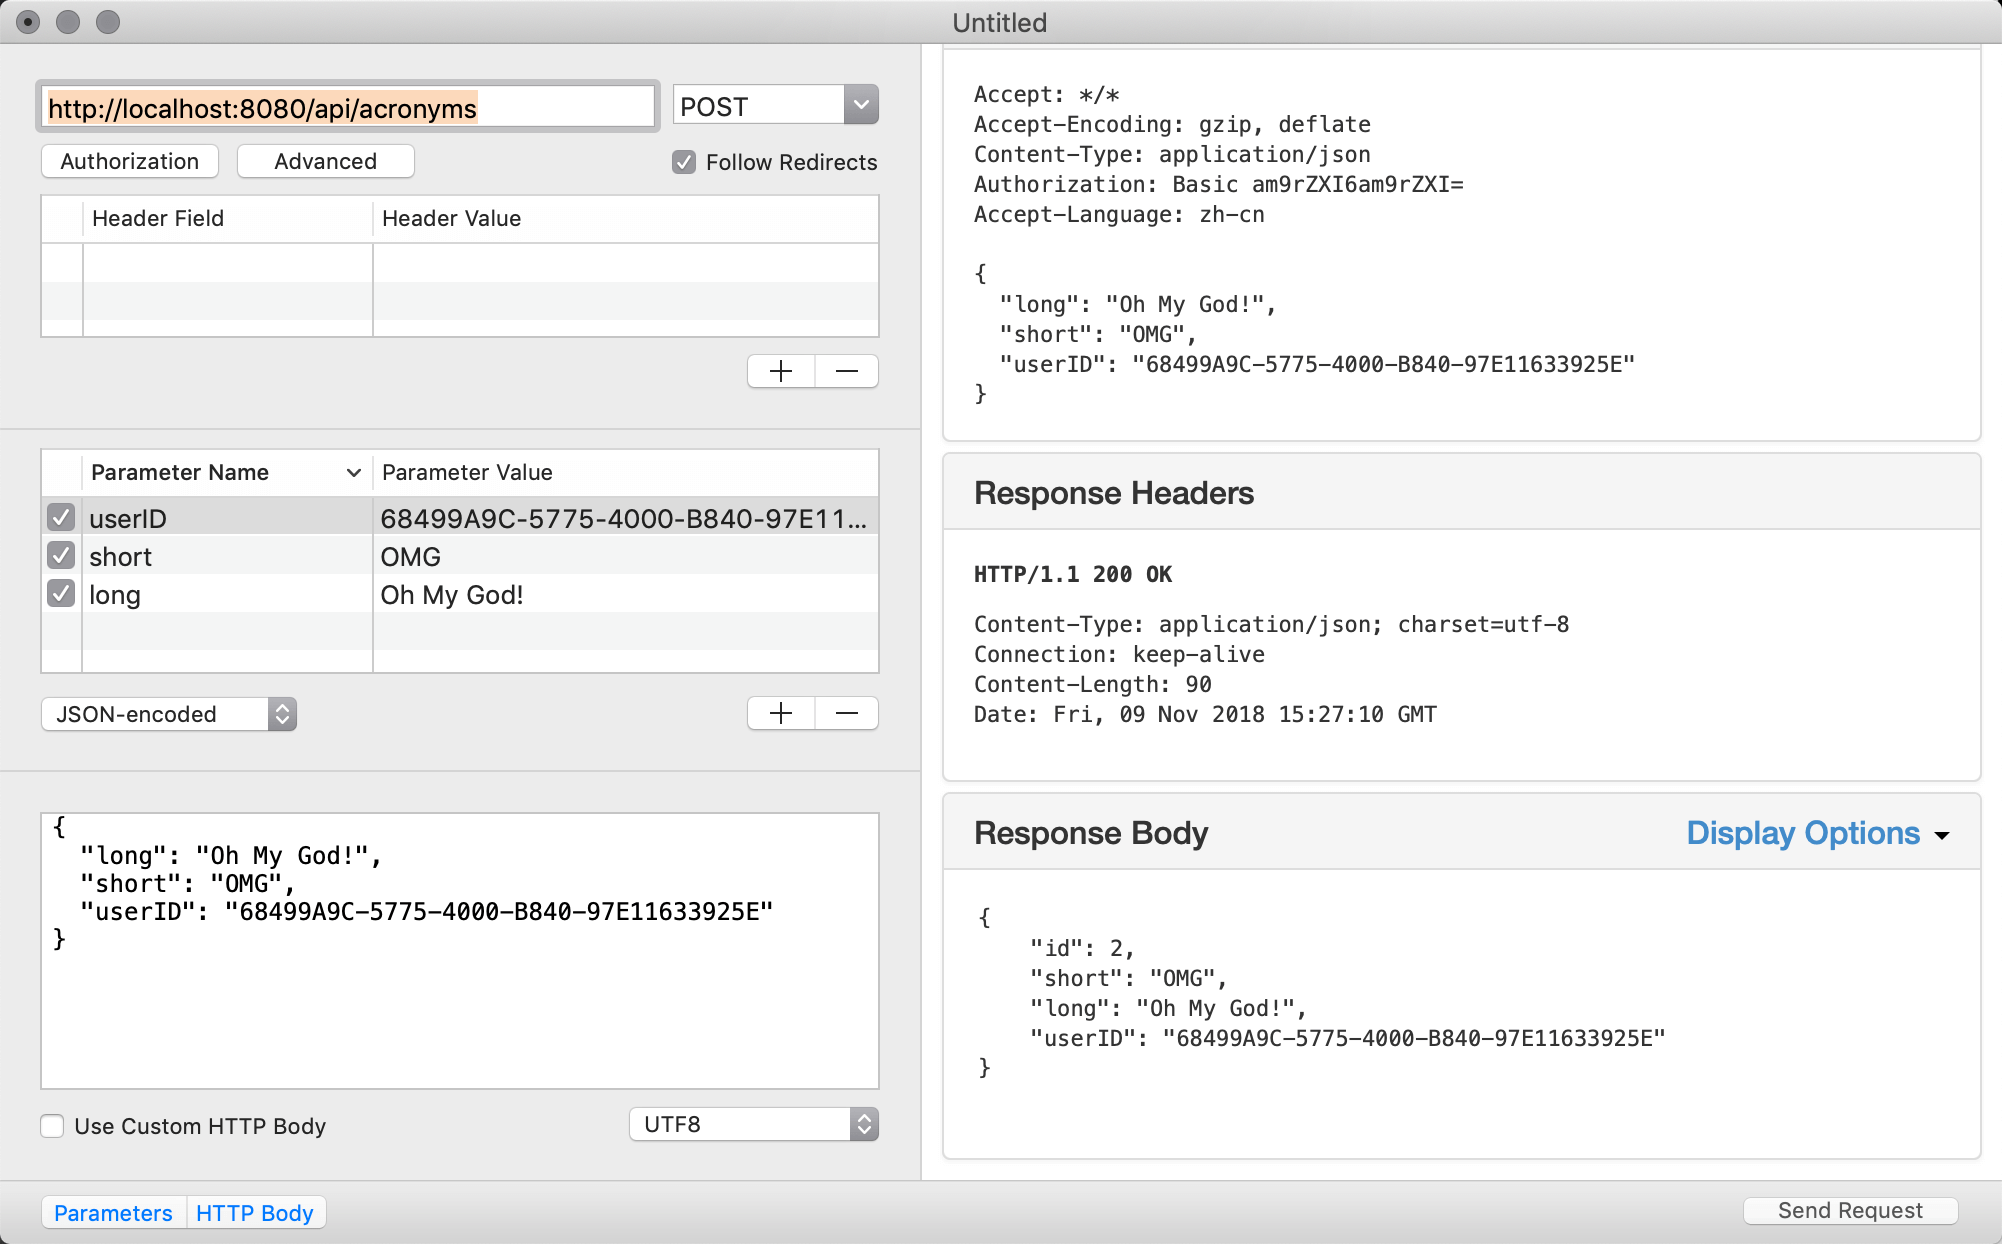 Untitled
http://localhost:8080/api/acronyms
POST
Authorization
Advanced
Follow Redirects
Header Field
Header Value
Parameter Name
Parameter Value
userID
68499A9C-5775-4000-B840-97E11...
short
OMG
long
Oh My God!
JSON-encoded
{
"long": "Oh My God!",
"short": "OMG",
"userID": "68499A9C-5775-4000-B840-97E11633925E"
}
Use Custom HTTP Body
UTF8
Parameters
HTTP Body
Accept: */*
Accept-Encoding: gzip, deflate
Content-Type: application/json
Authorization: Basic am9rZXI6am9rZXI=
Accept-Language: zh-cn
{
"long": "Oh My God!",
"short": "OMG",
"userID": "68499A9C-5775-4000-B840-97E11633925E"
}
Response Headers
HTTP/1.1 200 OK
Content-Type: application/json; charset=utf-8
Connection: keep-alive
Content-Length: 90
Date: Fri, 09 Nov 2018 15:27:10 GMT
Response Body
Display Options
{
"id": 2,
"short": "OMG",
"long": "Oh My God!",
"userID": "68499A9C-5775-4000-B840-97E11633925E"
}
Send Request